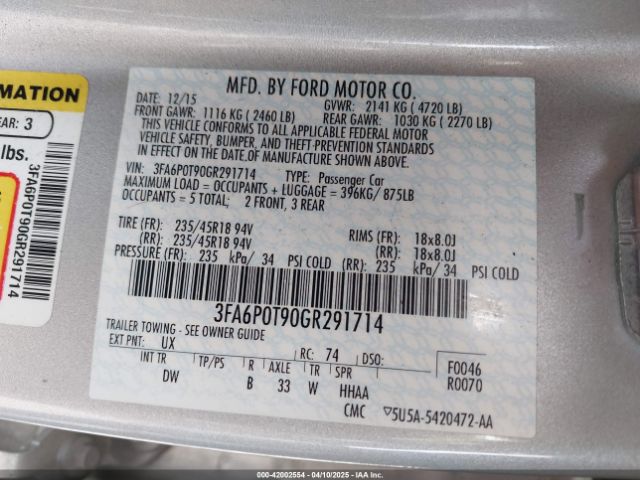 MFD. BY FORD MOTOR CO.
DATE: 12/15 GVWR: 2141 KG ( 4720 LB)
FRONT GAWR: 1116 KG ( 2460 LB) REAR GAWR: 1030 KG ( 2270 LB)
THIS VEHICLE CONFORMS TO ALL APPLICABLE FEDERAL MOTOR
VEHICLE SAFETY, BUMPER, AND THEFT-PREVENTION STANDARDS
IN EFFECT ON THE DATE OF MANUFACTURE SHOWN ABOVE.
VIN: 3FA6P0T90GR291714 TYPE: Passenger Car
MAXIMUM LOAD = OCCUPANTS + LUGGAGE = 396KG/ 875LB
OCCUPANTS = 5 TOTAL; 2 FRONT, 3 REAR
TIRE (FR): 235/45R18 94V RIMS (FR): 18x8.0J
(RR): 235/45R18 94V (RR): 18x8.0J
PRESSURE (FR): 235 kPa/ 34 PSI COLD (RR): 235 kPa/ 34 PSI COLD
3FA6P0T90GR291714
TRAILER TOWING - SEE OWNER GUIDE
EXT PNT: UX RC: 74 DSO: F0046
INT TR TP/PS R AXLE TR SPR R0070
DW B 33 W HHAA
CMC ▽5U5A-5420472-AA
RMATION
EAR: 3
lbs.
3FA6P0T90GR291714
000-42002554 | 04/10/2025 - IAAI.COM